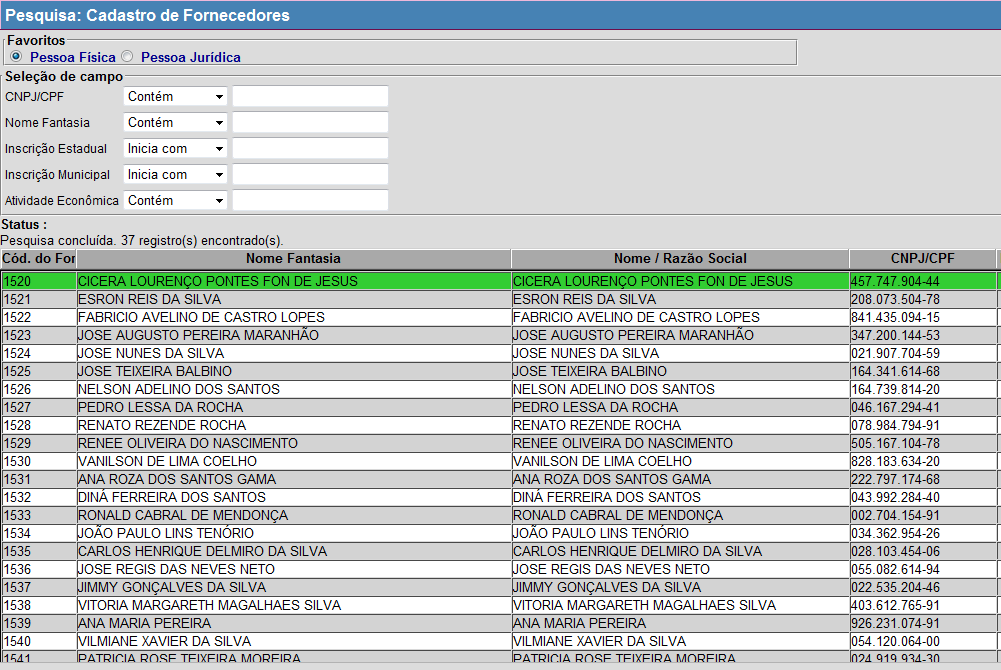 Pesquisa: Cadastro de Fornecedores
Favoritos
Pessoa Física Pessoa Jurídica
Seleção de campo
CNPJ/CPF Contém
Nome Fantasia Contém
Inscrição Estadual Inicia com
Inscrição Municipal Inicia com
Atividade Econômica Contém
Status :
Pesquisa concluída. 37 registro(s) encontrado(s).
Cód. do For Nome Fantasia Nome / Razão Social CNPJ/CPF
1520 CICERA LOURENÇO PONTES FON DE JESUS CICERA LOURENÇO PONTES FON DE JESUS 457.747.904-44
1521 ESRON REIS DA SILVA ESRON REIS DA SILVA 208.073.504-78
1522 FABRICIO AVELINO DE CASTRO LOPES FABRICIO AVELINO DE CASTRO LOPES 841.435.094-15
1523 JOSE AUGUSTO PEREIRA MARANHÃO JOSE AUGUSTO PEREIRA MARANHÃO 347.200.144-53
1524 JOSE NUNES DA SILVA JOSE NUNES DA SILVA 021.907.704-59
1525 JOSE TEIXEIRA BALBINO JOSE TEIXEIRA BALBINO 164.341.614-68
1526 NELSON ADELINO DOS SANTOS NELSON ADELINO DOS SANTOS 164.739.814-20
1527 PEDRO LESSA DA ROCHA PEDRO LESSA DA ROCHA 046.167.294-41
1528 RENATO REZENDE ROCHA RENATO REZENDE ROCHA 078.984.794-91
1529 RENEE OLIVEIRA DO NASCIMENTO RENEE OLIVEIRA DO NASCIMENTO 505.167.104-78
1530 VANILSON DE LIMA COELHO VANILSON DE LIMA COELHO 828.183.634-20
1531 ANA ROZA DOS SANTOS GAMA ANA ROZA DOS SANTOS GAMA 222.797.174-68
1532 DINÁ FERREIRA DOS SANTOS DINÁ FERREIRA DOS SANTOS 043.992.284-40
1533 RONALD CABRAL DE MENDONÇA RONALD CABRAL DE MENDONÇA 002.704.154-91
1534 JOÃO PAULO LINS TENÓRIO JOÃO PAULO LINS TENÓRIO 034.362.954-26
1535 CARLOS HENRIQUE DELMIRO DA SILVA CARLOS HENRIQUE DELMIRO DA SILVA 028.103.454-06
1536 JOSE REGIS DAS NEVES NETO JOSE REGIS DAS NEVES NETO 055.082.614-94
1537 JIMMY GONÇALVES DA SILVA JIMMY GONÇALVES DA SILVA 022.535.204-46
1538 VITORIA MARGARETH MAGALHAES SILVA VITORIA MARGARETH MAGALHAES SILVA 403.612.765-91
1539 ANA MARIA PEREIRA ANA MARIA PEREIRA 926.231.074-91
1540 VILMIANE XAVIER DA SILVA VILMIANE XAVIER DA SILVA 054.120.064-00
1541 PATRICIA ROSE TEIXEIRA MOREIRA PATRICIA ROSE TEIXEIRA MOREIRA 024.919.934-30